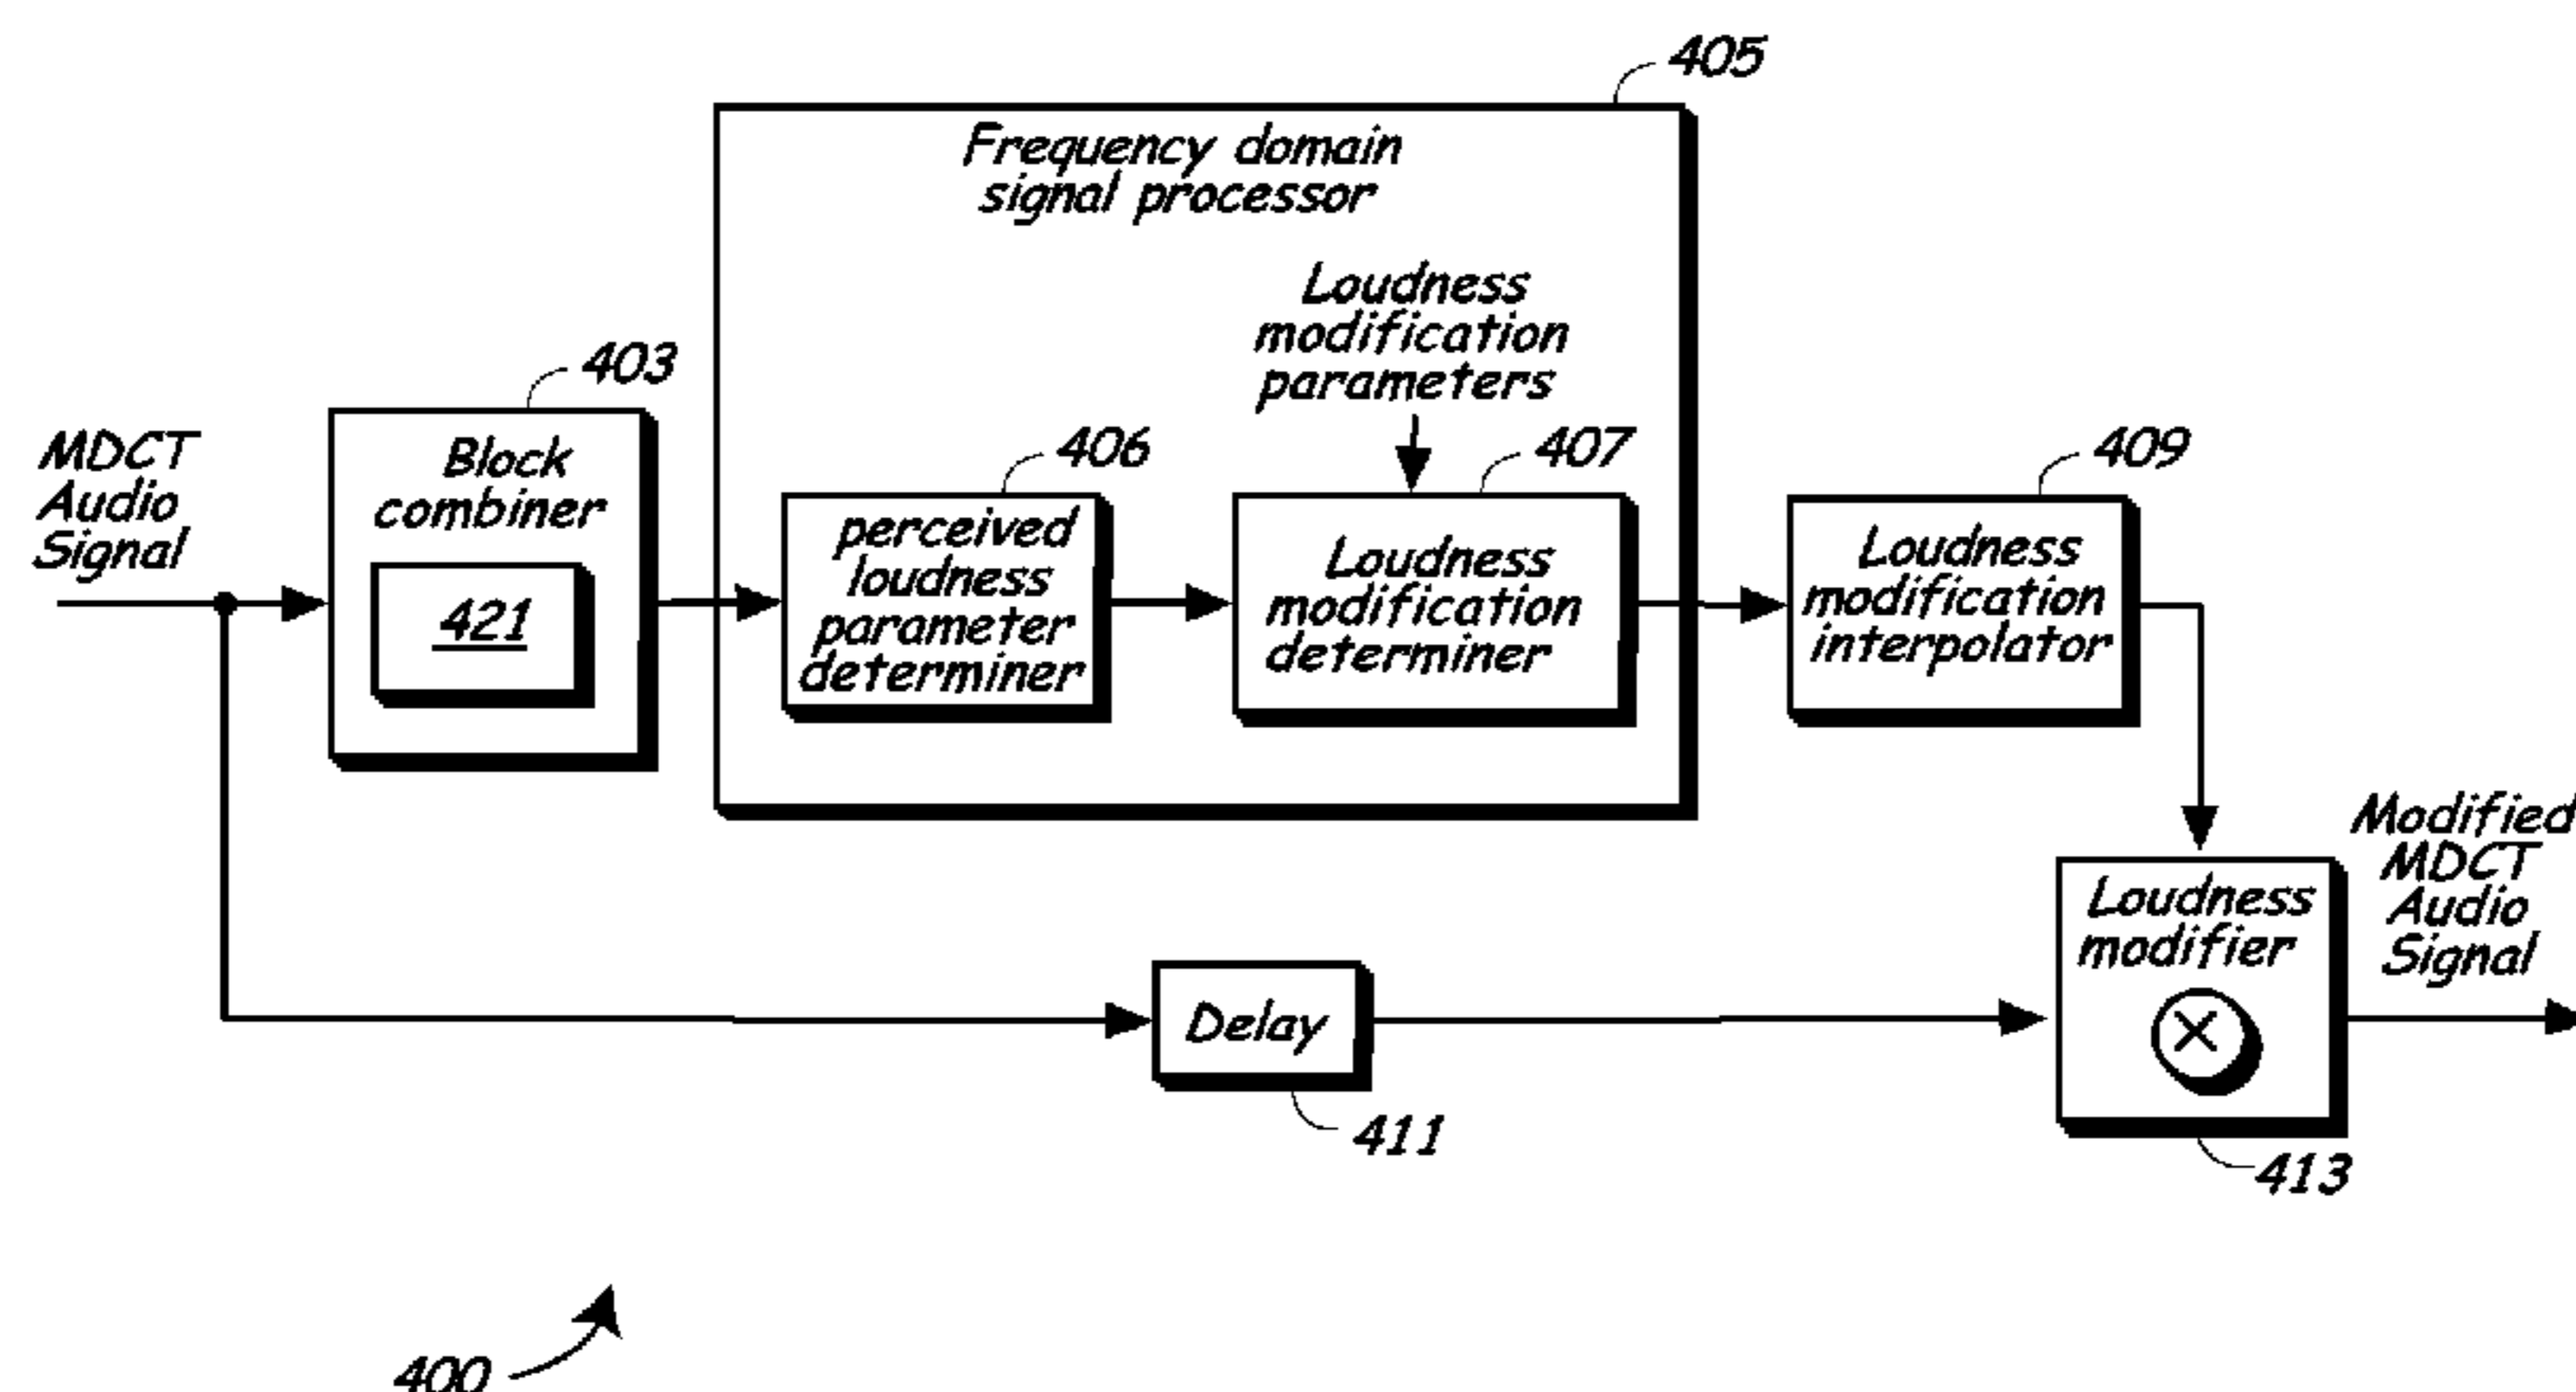 405
Frequency domain
signal processor
Loudness
modification
parameters
403
MDCT
Audio
Signal
Block
combiner
421
406
perceived
loudness
parameter
determiner
407
Loudness
modification
determiner
409
Loudness
modification
interpolator
Modified
MDCT
Audio
Signal
Loudness
modifier
Delay
411
413
400